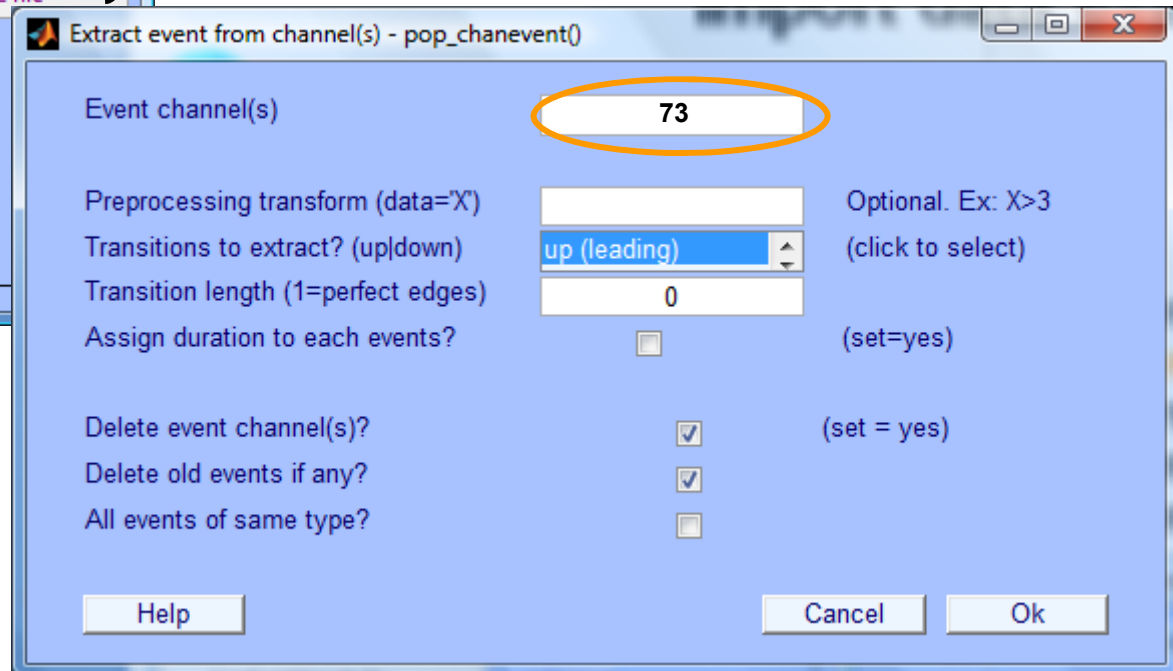 file
Extract event from channel(s) - pop_chanevent()
Event channel(s) 73
Preprocessing transform (data='X') Optional. Ex: X>3
Transitions to extract? (up|down) up (leading) (click to select)
Transition length (1=perfect edges) 0
Assign duration to each events? (set=yes)
Delete event channel(s)? (set = yes)
Delete old events if any?
All events of same type?
Help Cancel Ok